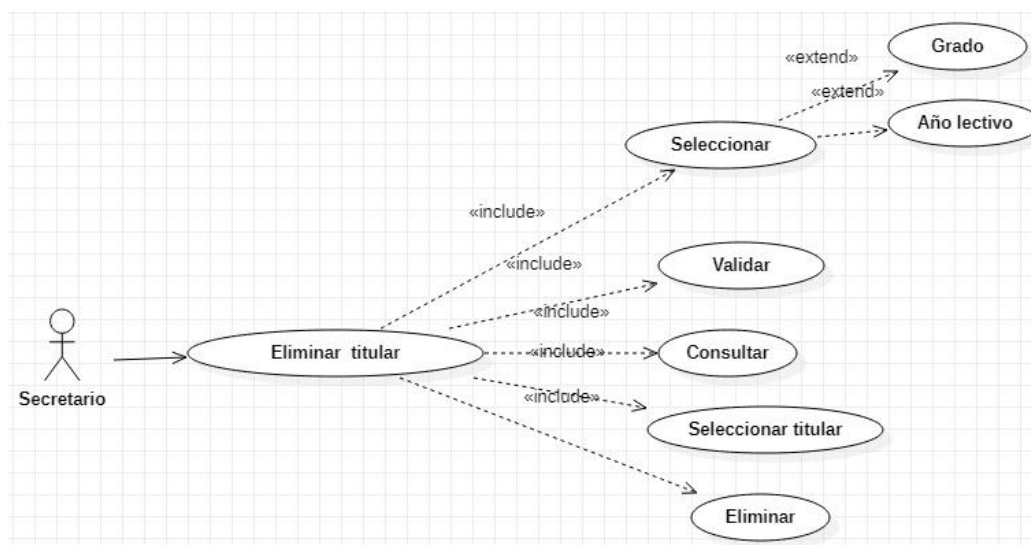 Grado
«extend»
«extend»
Año lectivo
Seleccionar
«include»
«include»
Validar
«include»
Eliminar titular
«include»
Consultar
Secretario
«include»
Seleccionar titular
Eliminar